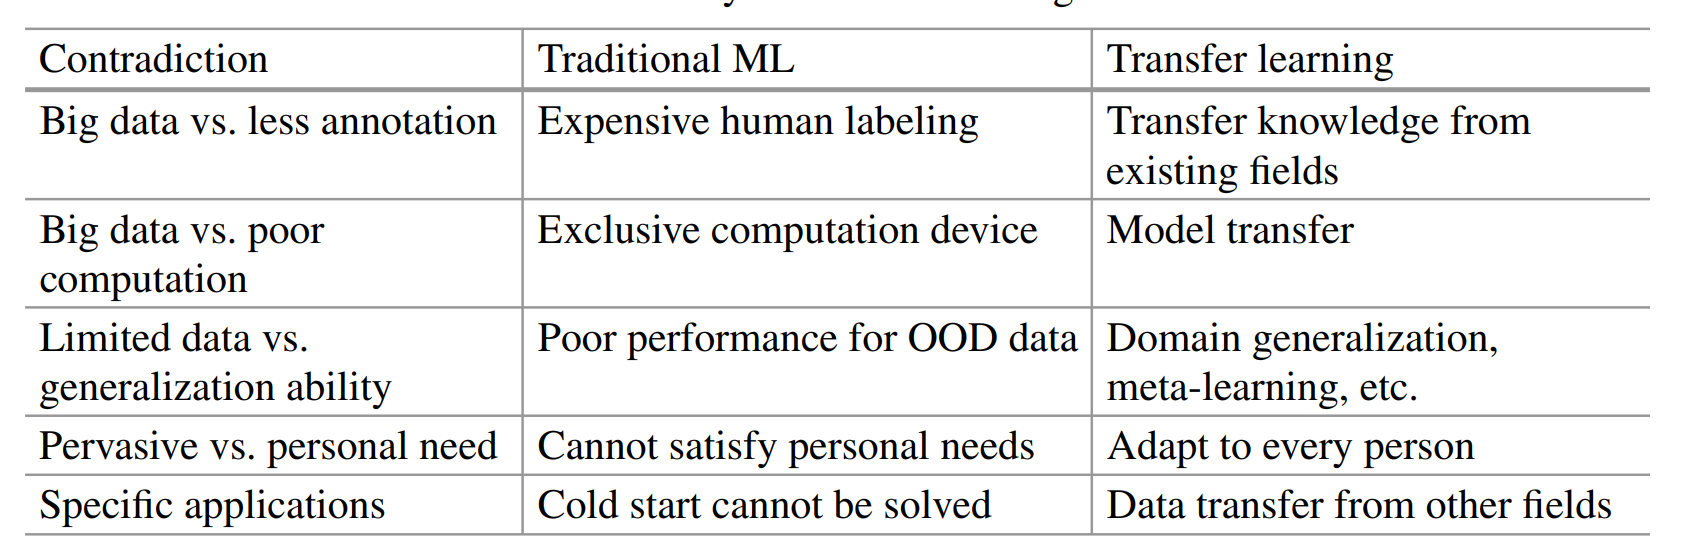 Contradiction
Traditional ML
Transfer learning
Big data vs. less annotation
Expensive human labeling
Transfer knowledge from
existing fields
Big data vs. poor
computation
Exclusive computation device
Model transfer
Limited data vs.
generalization ability
Poor performance for OOD data
Domain generalization,
meta-learning, etc.
Pervasive vs. personal need
Cannot satisfy personal needs
Adapt to every person
Specific applications
Cold start cannot be solved
Data transfer from other fields